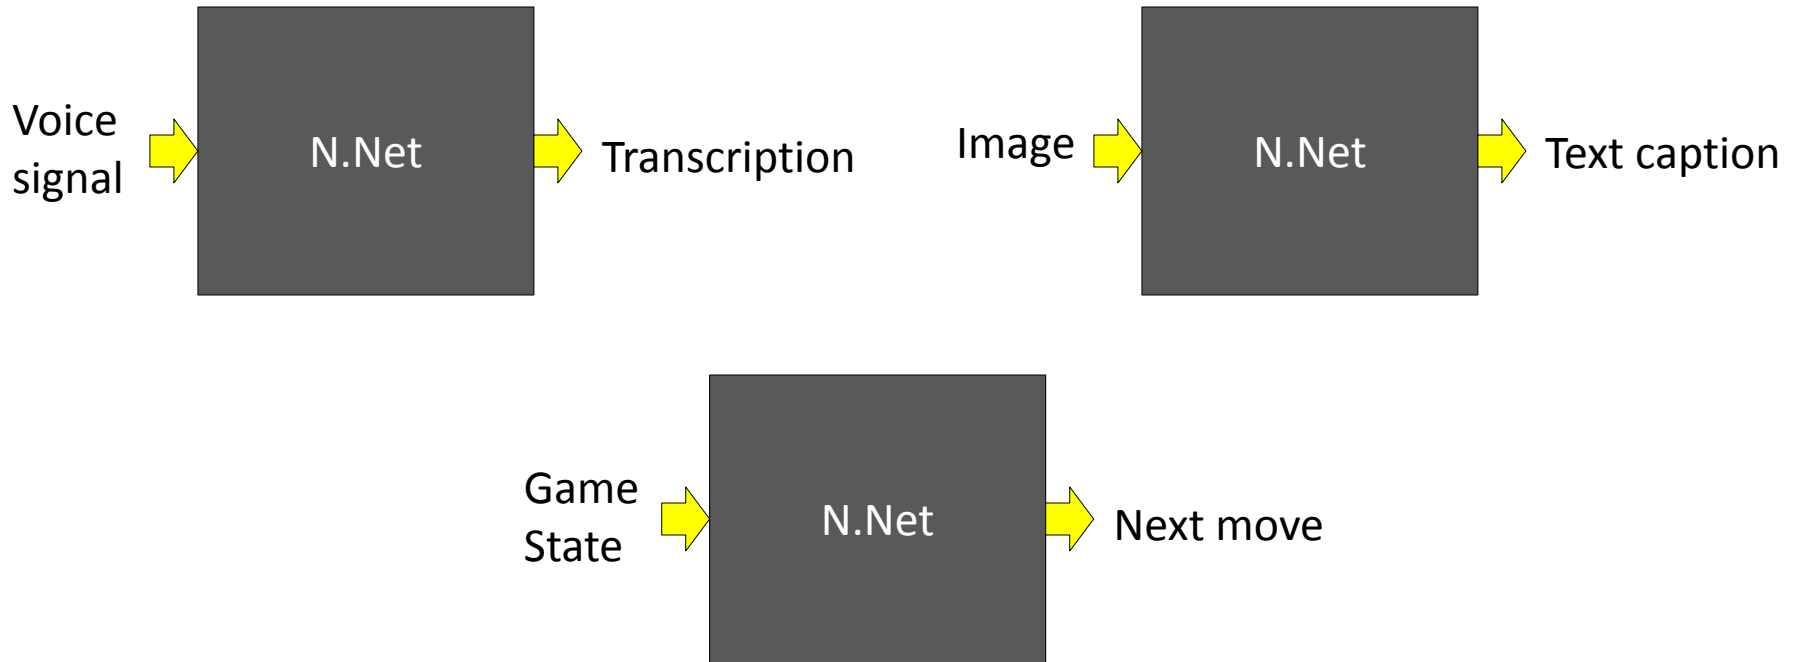 Voice
signal
N.Net
Transcription
Image
N.Net
Text caption
Game
State
N.Net
Next move